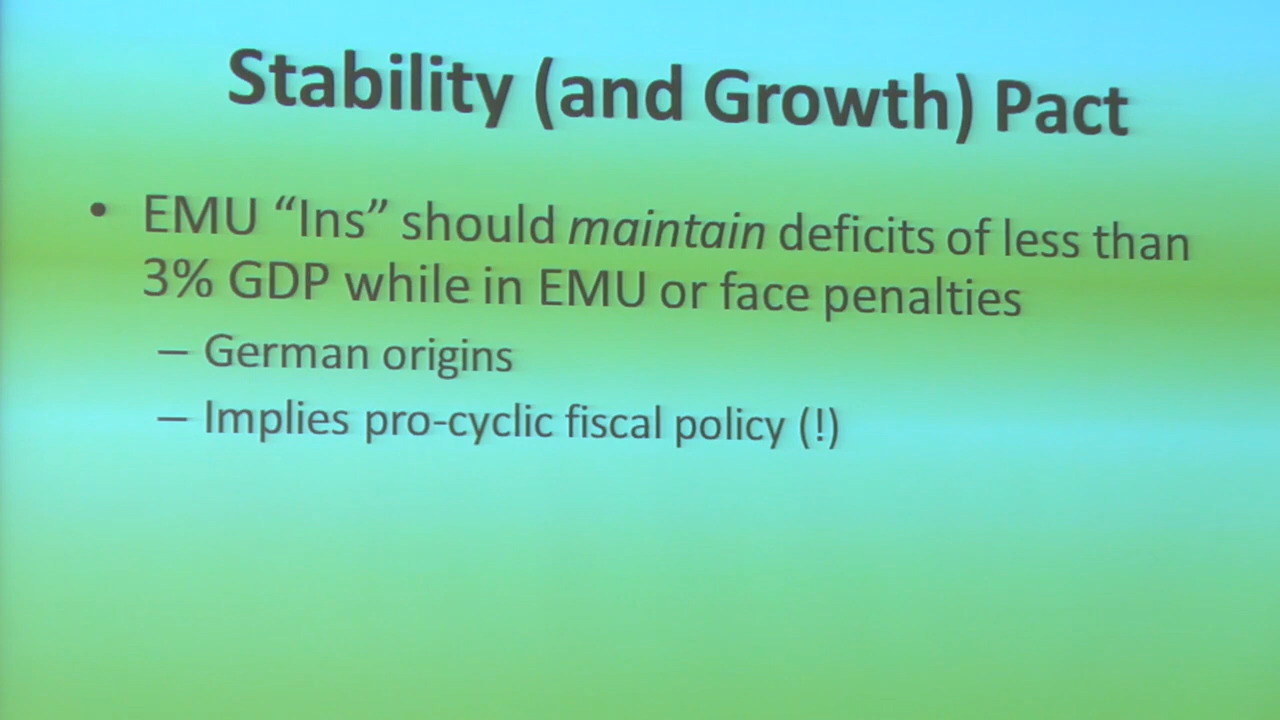 Stability (and Growth) Pact
• EMU “Ins” should maintain deficits of less than
3% GDP while in EMU or face penalties
– German origins
– Implies pro-cyclic fiscal policy (!)